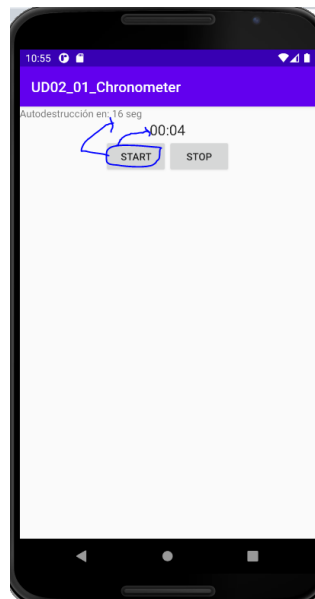 10:55
UD02_01_Chronometer
Autodestrucción en: 16 seg
00:04
START STOP